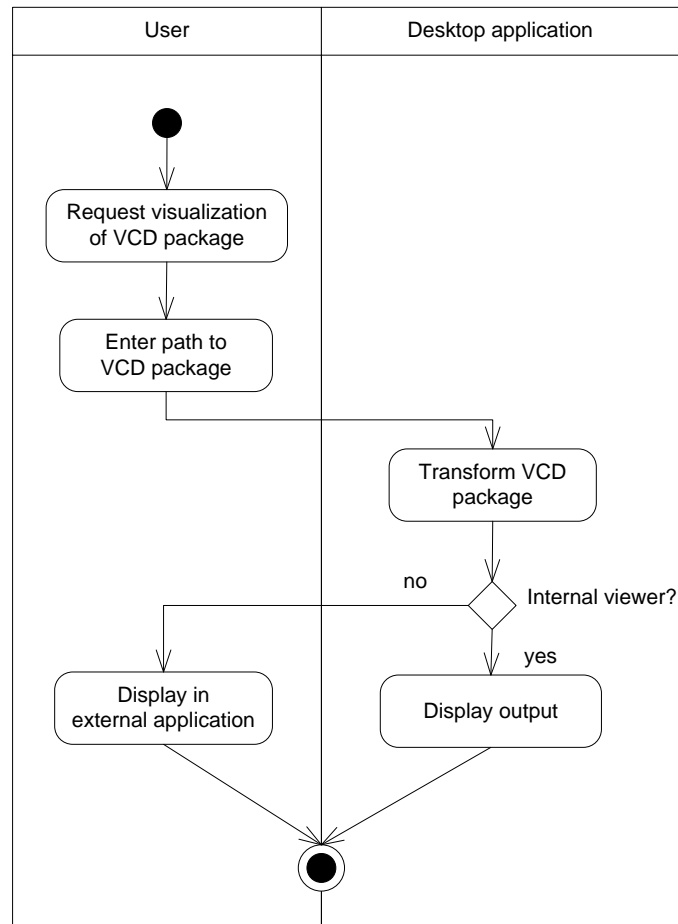 User
Desktop application
Request visualization
of VCD package
Enter path to
VCD package
Transform VCD
package
no
Internal viewer?
yes
Display in
external application
Display output